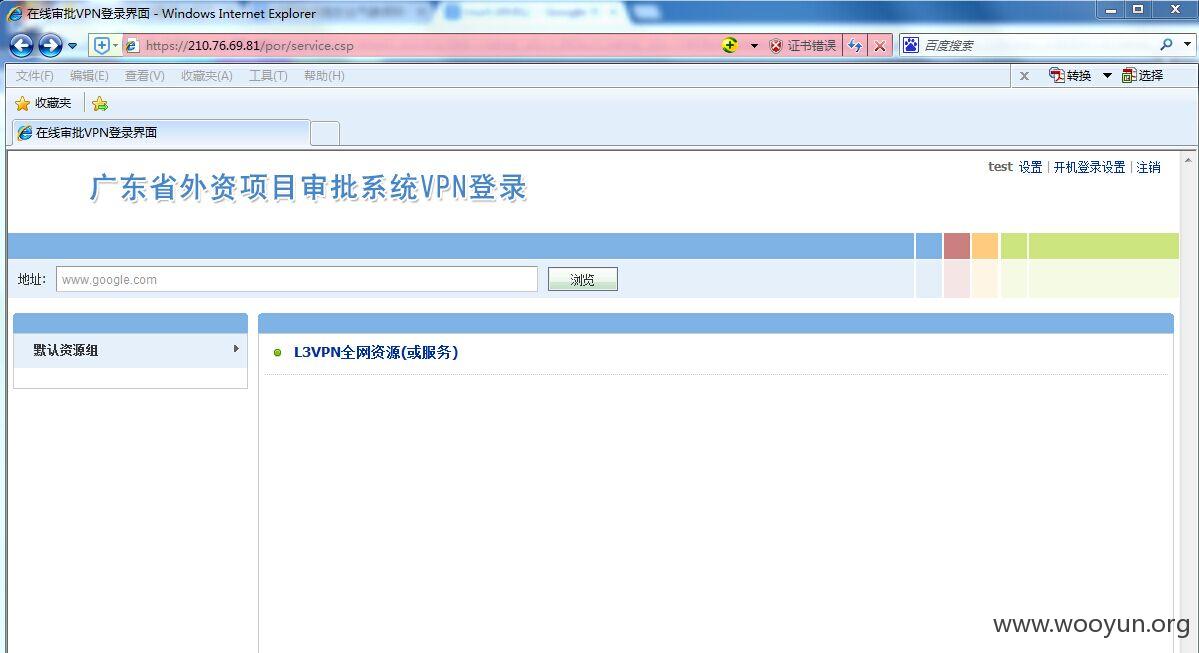 在线审批VPN登录界面 - Windows Internet Explorer
https://210.76.69.81/por/service.csp
证书错误
百度搜索
文件(F) 编辑(E) 查看(V) 收藏夹(A) 工具(T) 帮助(H)
x 转换 选择
收藏夹
在线审批VPN登录界面
test 设置 | 开机登录设置 | 注销
广东省外资项目审批系统VPN登录
地址: www.google.com 浏览
默认资源组
L3VPN全网资源(或服务)
www.wooyun.org